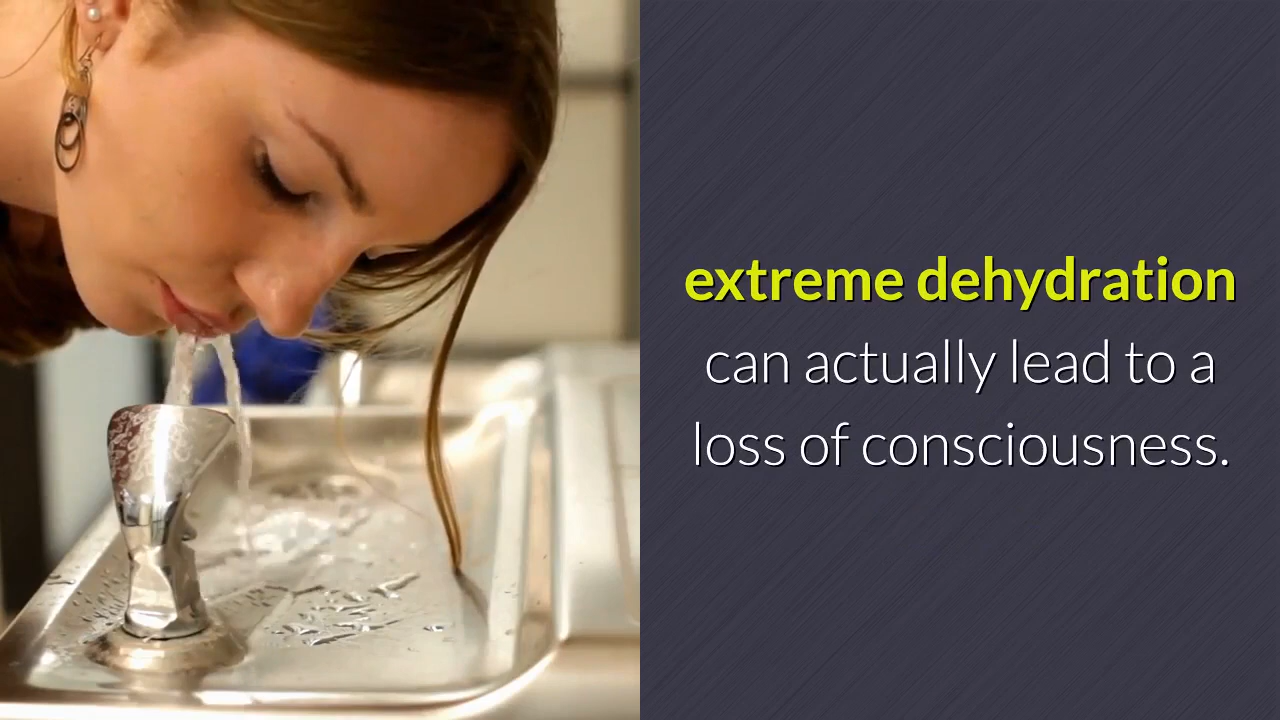 extreme dehydration
can actually lead to a
loss of consciousness.